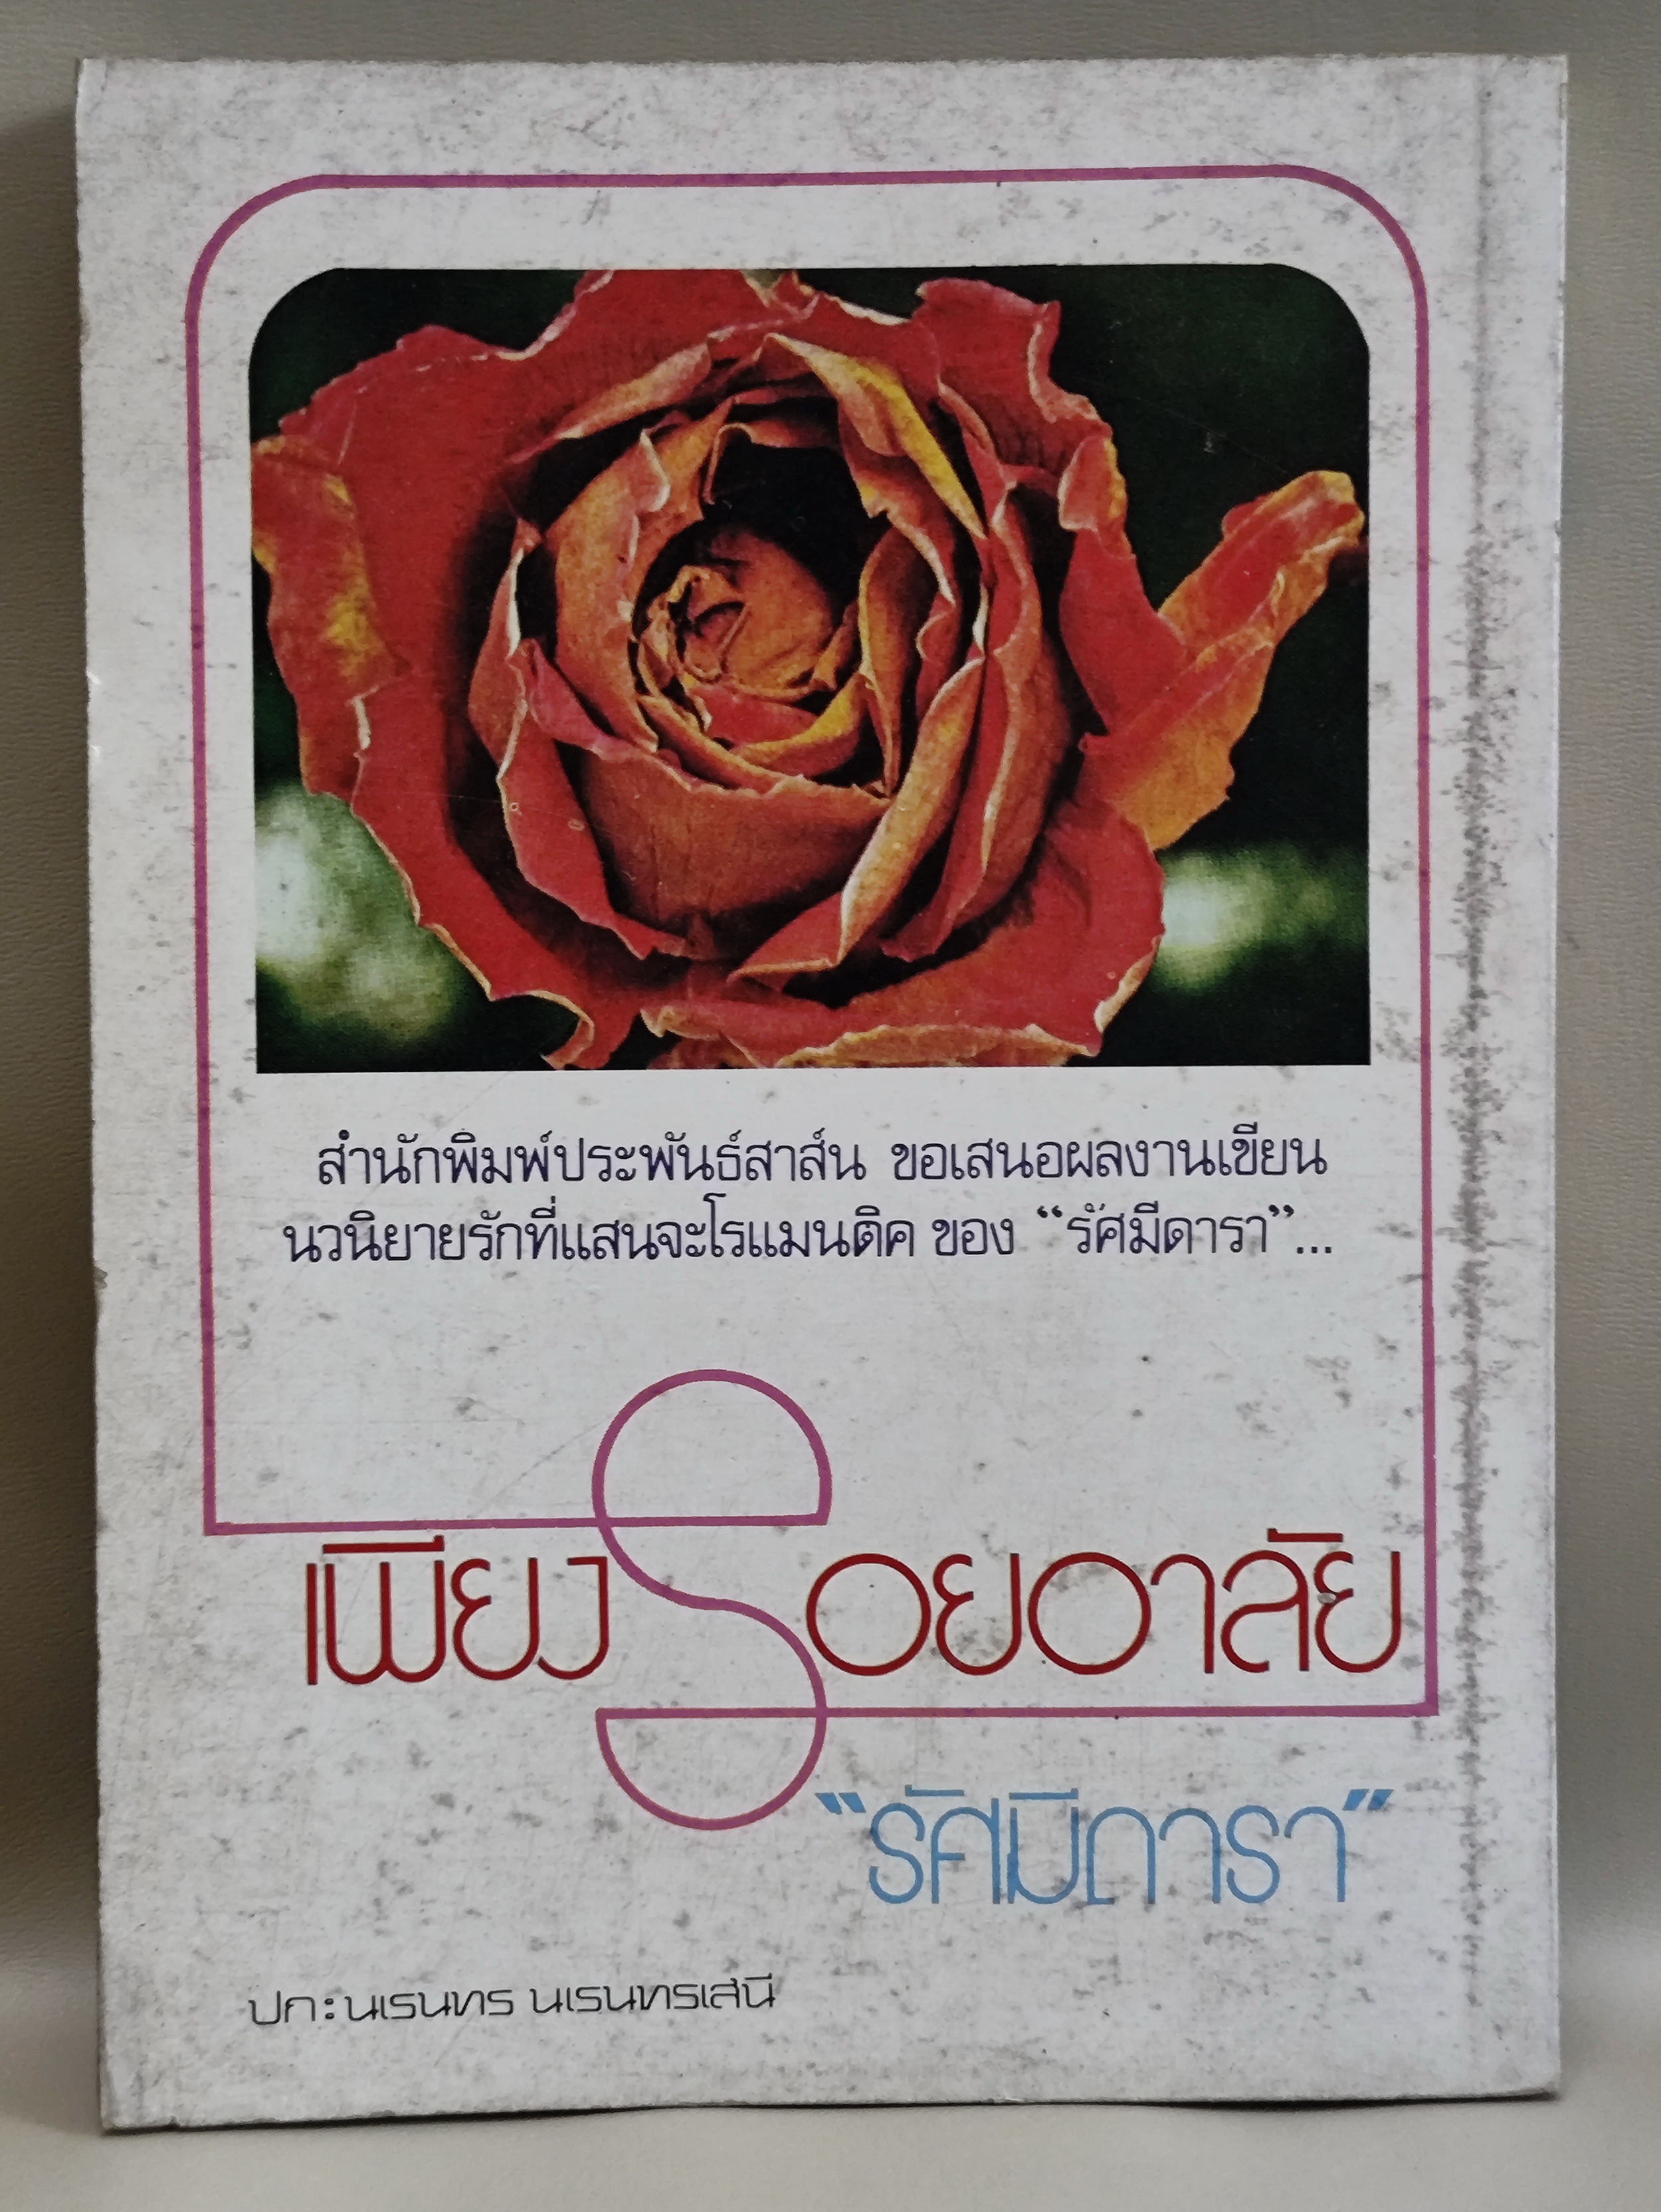 สำนักพิมพ์ประพันธ์สาส์น ขอเสนอผลงานเขียน
นวนิยายรักที่แสนจะโรแมนติค ของ “รัศมีดารา”...
เพียงรอยอาลัย
“รัศมีดารา”
ปก: นเรนทร นเรนทรเสนี